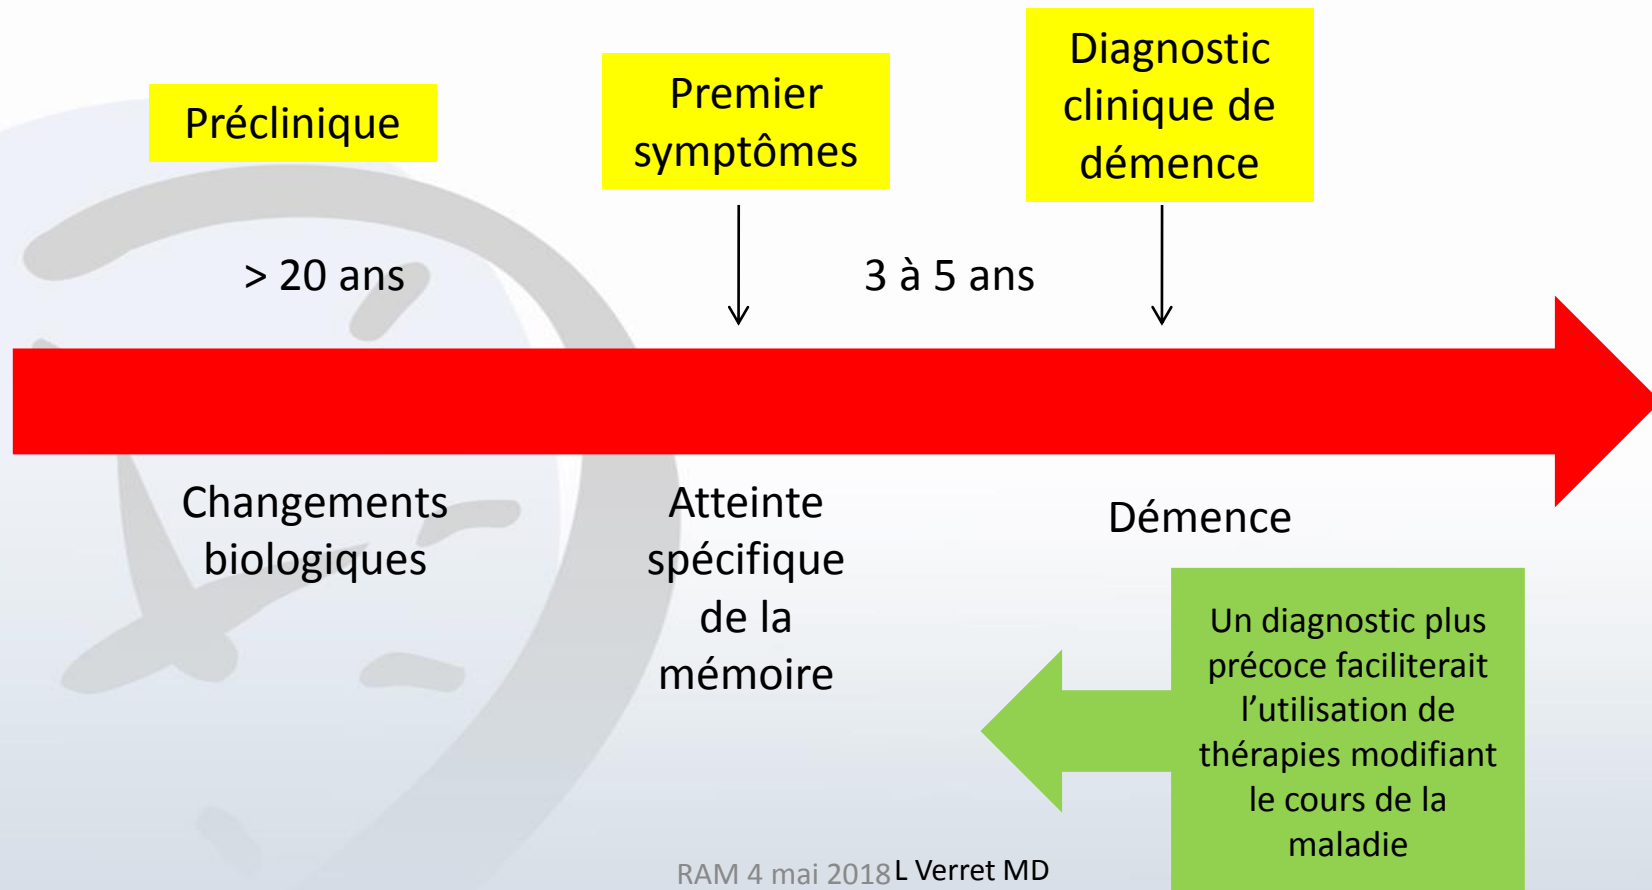 Préclinique
Premier
symptômes
Diagnostic
clinique de
démence
> 20 ans
3 à 5 ans
Changements
biologiques
Atteinte
spécifique
de la
mémoire
Démence
Un diagnostic plus
précoce faciliterait
l’utilisation de
thérapies modifiant
le cours de la
maladie
RAM 4 mai 2018 L Verret MD